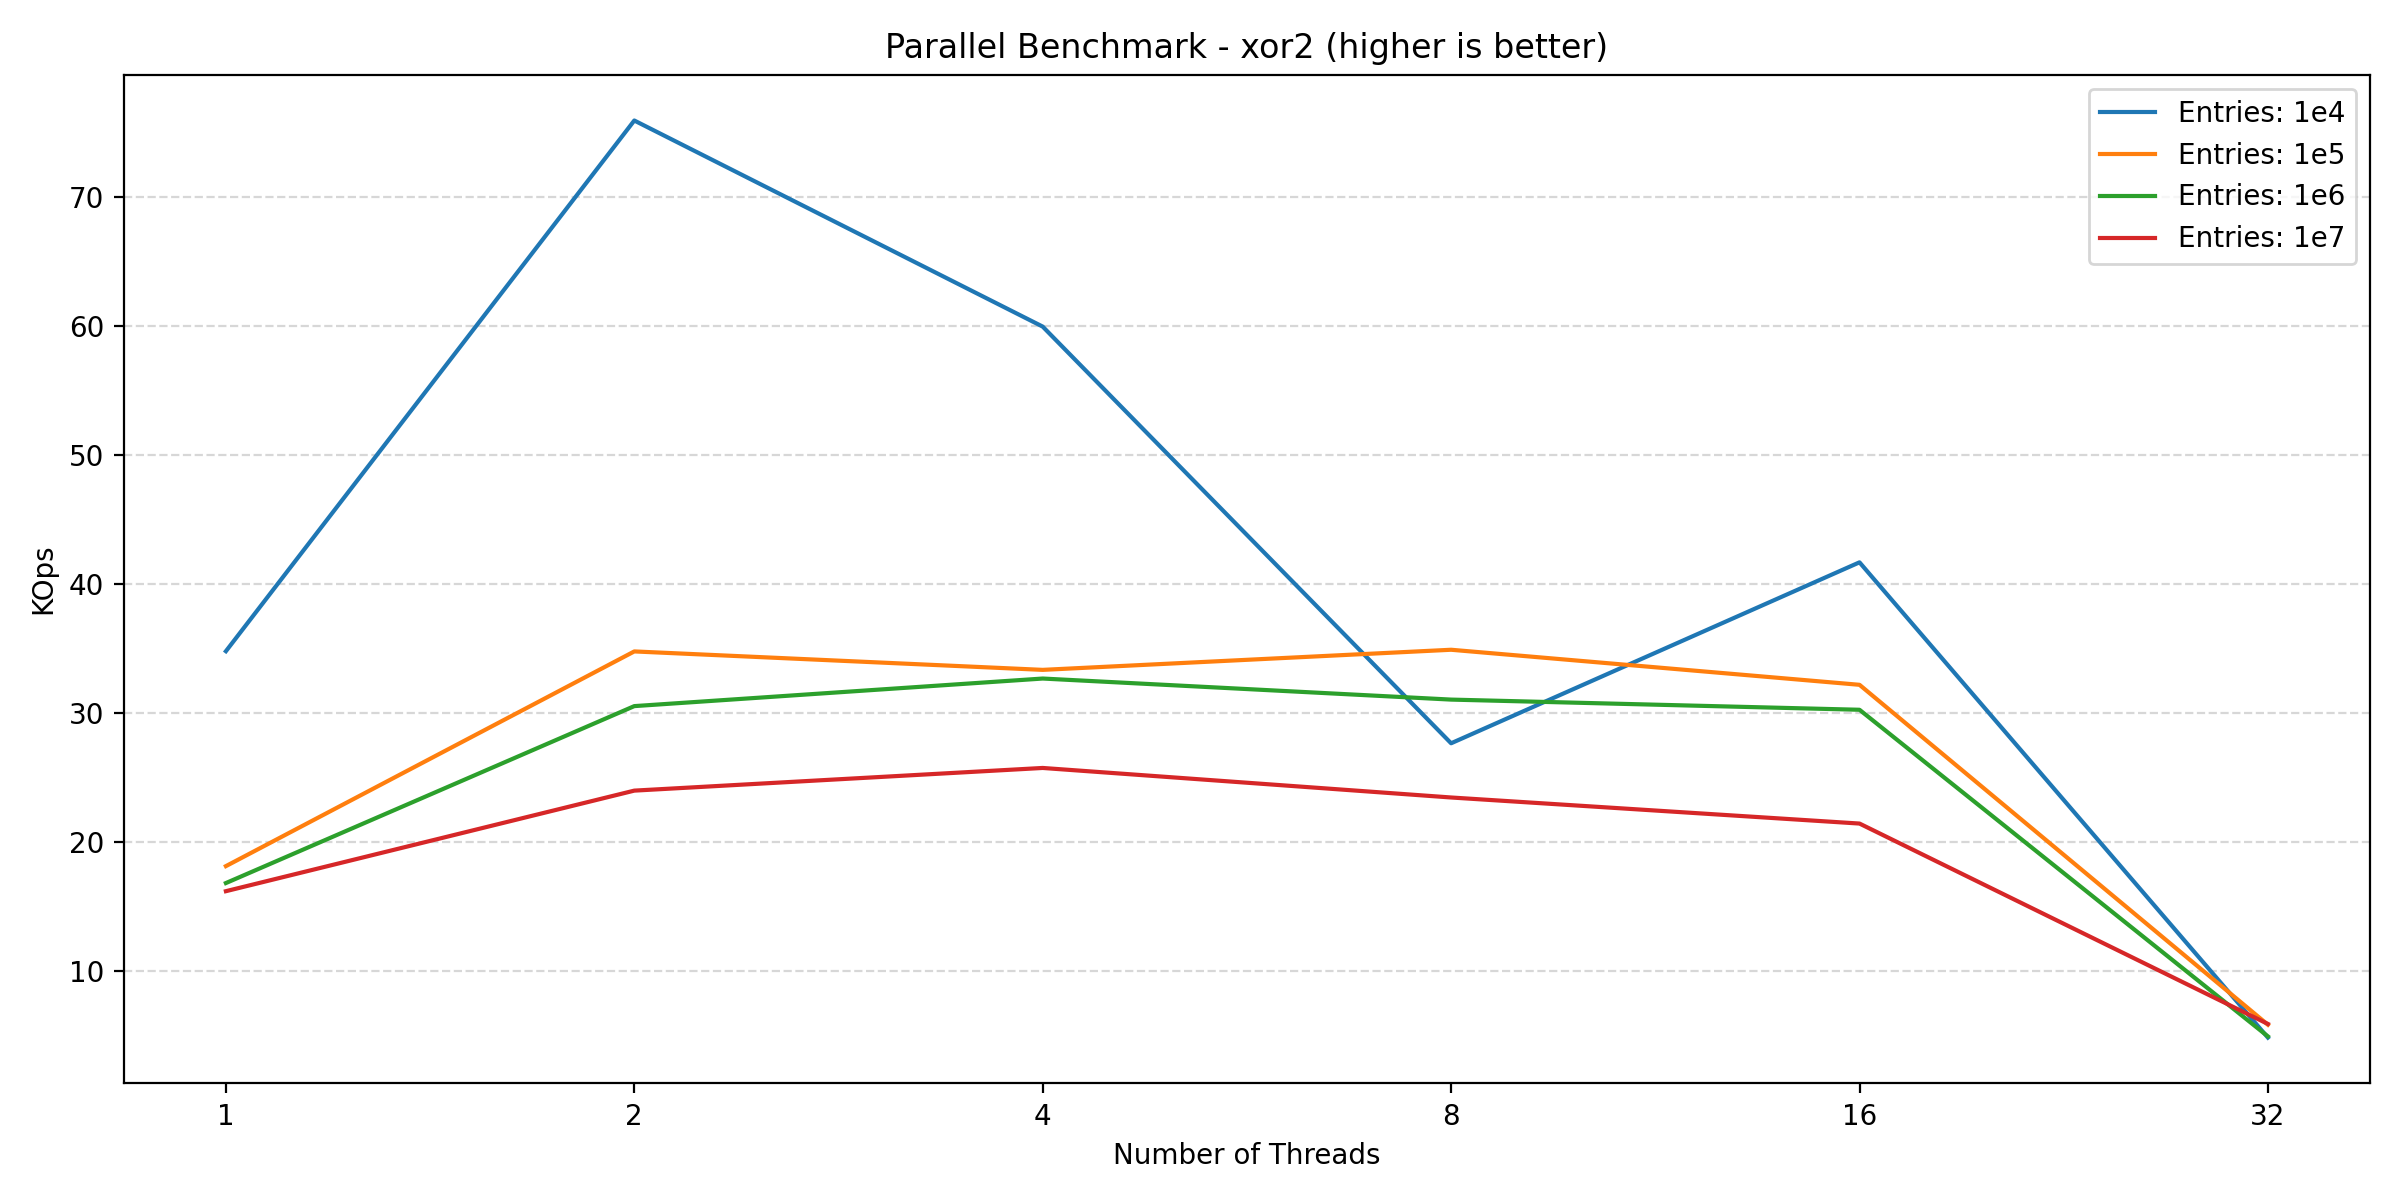 Parallel Benchmark - xor2 (higher is better)
Entries: 1e4
Entries: 1e5
Entries: 1e6
Entries: 1e7
KOps
70
60
50
40
30
20
10
1 2 4 8 16 32
Number of Threads